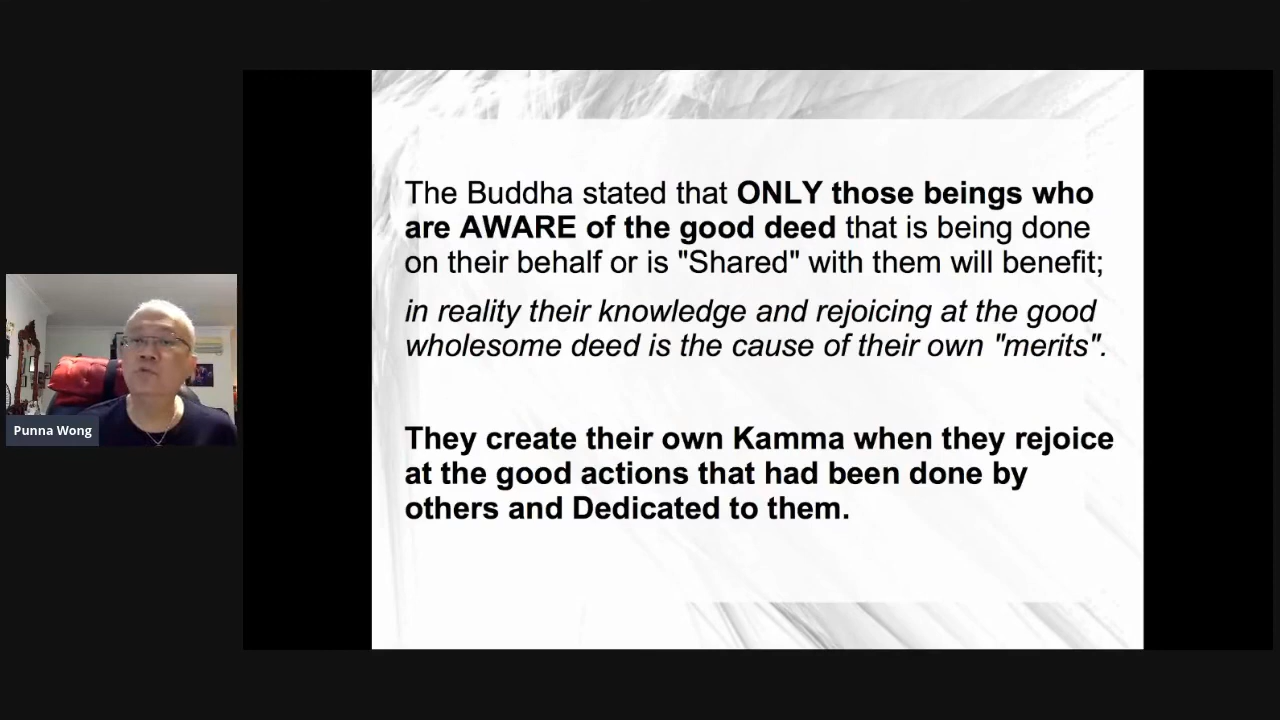 The Buddha stated that ONLY those beings who
are AWARE of the good deed that is being done
on their behalf or is "Shared" with them will benefit;
in reality their knowledge and rejoicing at the good
wholesome deed is the cause of their own "merits".
They create their own Kamma when they rejoice
at the good actions that had been done by
others and Dedicated to them.
Punna Wong